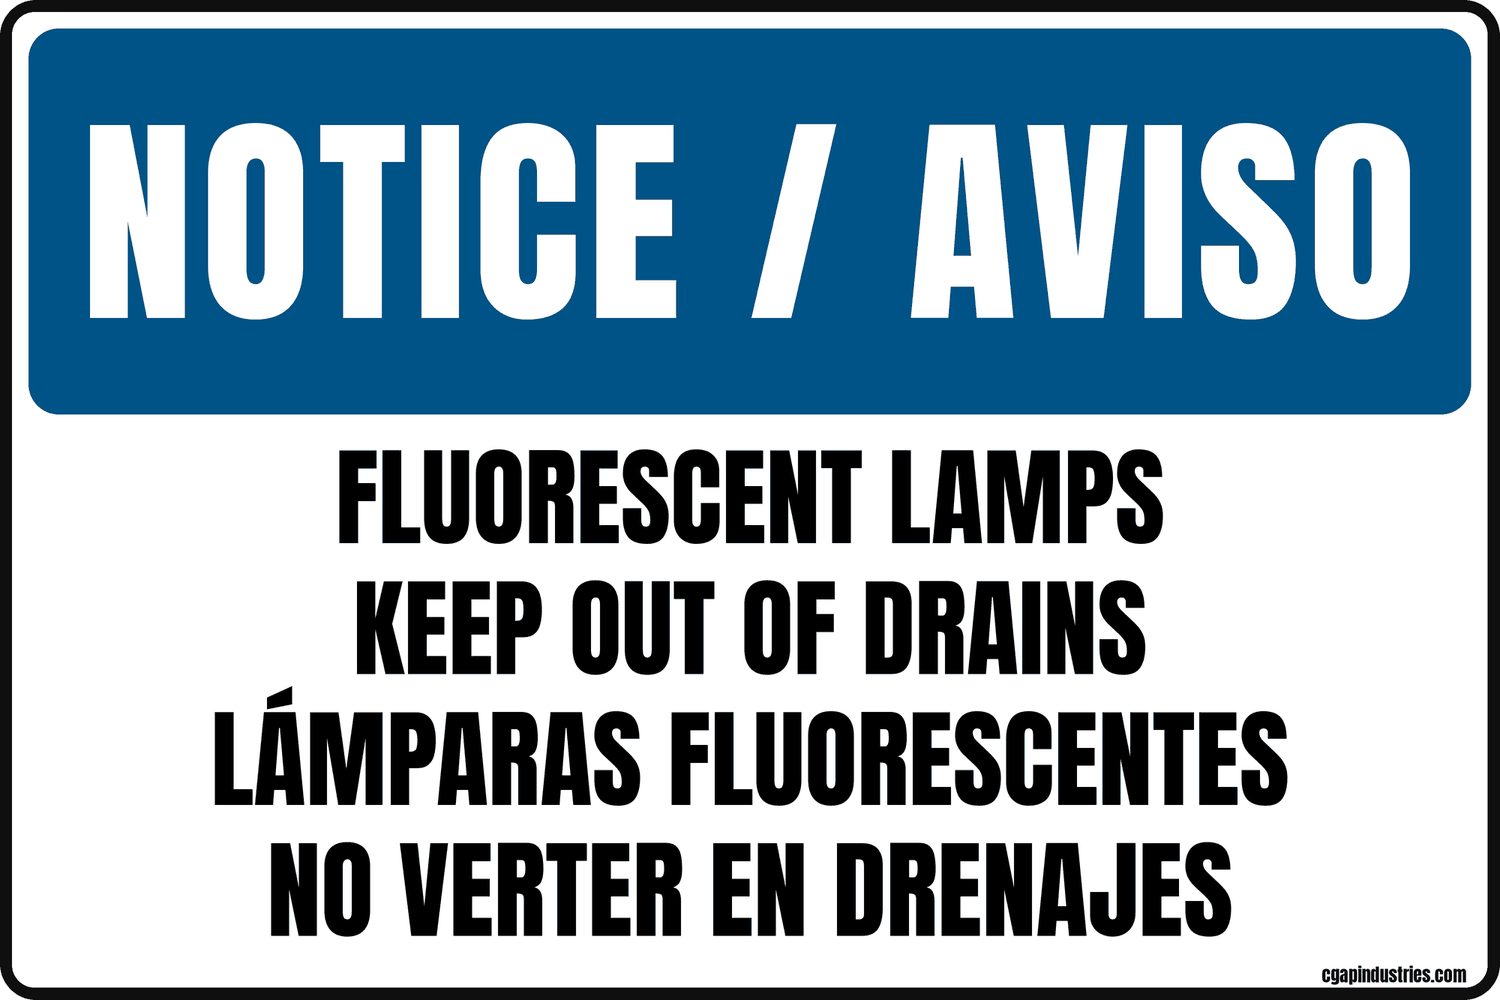 NOTICE / AVISO
FLUORESCENT LAMPS
KEEP OUT OF DRAINS
LÁMPARAS FLUORESCENTES
NO VERTER EN DRENAJES
cgapindustries.com